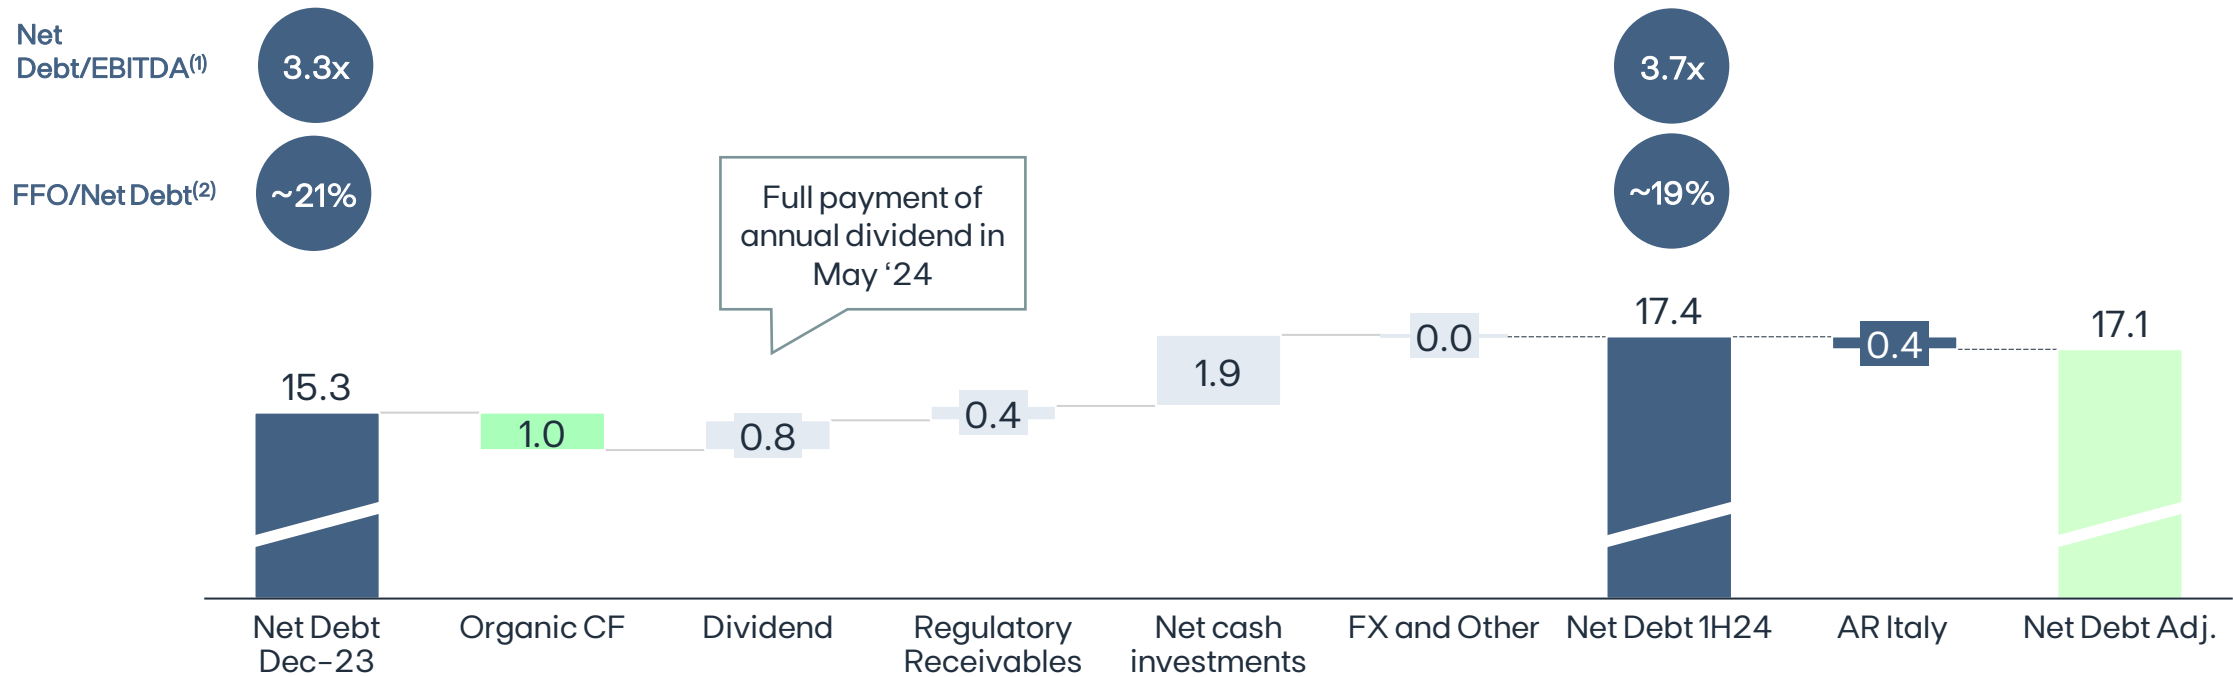 Net
Debt/EBITDA(1)
3.3x
3.7x
FFO/Net Debt(2)
~21%
~19%
Full payment of
annual dividend in
May ‘24
15.3
1.0
0.8
0.4
1.9
0.0
17.4
0.4
17.1
Net Debt
Dec-23
Organic CF
Dividend
Regulatory
Receivables
Net cash
investments
FX and Other
Net Debt 1H24
AR Italy
Net Debt Adj.